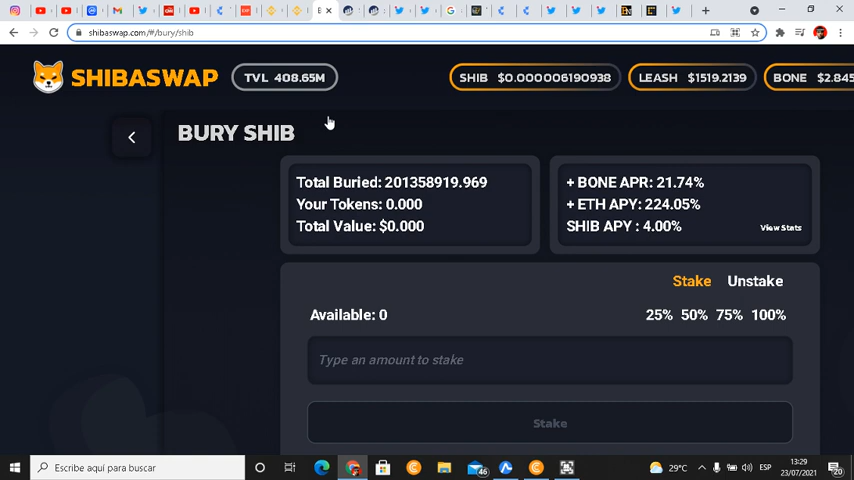 shibaswap.com/#/bury/shib
SHIBASWAP
TVL 408.65M
SHIB $0.000006190938
LEASH $1519.2139
BONE $2.845
BURY SHIB
Total Buried: 201358919.969
Your Tokens: 0.000
Total Value: $0.000
+ BONE APR: 21.74%
+ ETH APY: 224.05%
SHIB APY : 4.00%
View Stats
Stake Unstake
Available: 0
25% 50% 75% 100%
Type an amount to stake
Stake
Escribe aquí para buscar
46
29°C
ESP
13:29
23/07/2021
20